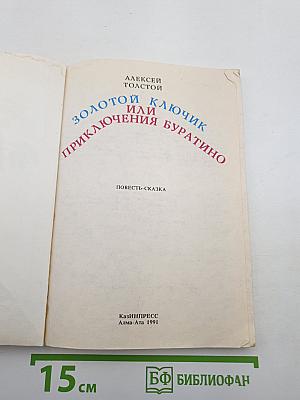 АЛЕКСЕЙ
ТОЛСТОЙ
ЗОЛОТОЙ КЛЮЧИК
ИЛИ
ПРИКЛЮЧЕНИЯ БУРАТИНО
ПОВЕСТЬ-СКАЗКА
КазИНПРЕСС
Алма-Ата 1991
15 см
БФ БИБЛИОФАН